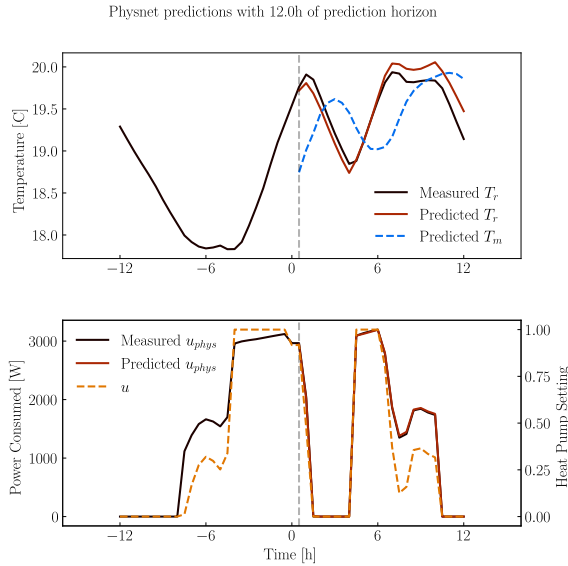 Physnet predictions with 12.0h of prediction horizon
Temperature [C]
20.0
19.5
19.0
18.5
18.0
Measured T_r
Predicted T_r
Predicted T_m
−12 −6 0 6 12
Power Consumed [W]
3000
2000
1000
0
Measured u_phys
Predicted u_phys
u
1.00
0.75
0.50
0.25
0.00
Heat Pump Setting
−12 −6 0 6 12
Time [h]